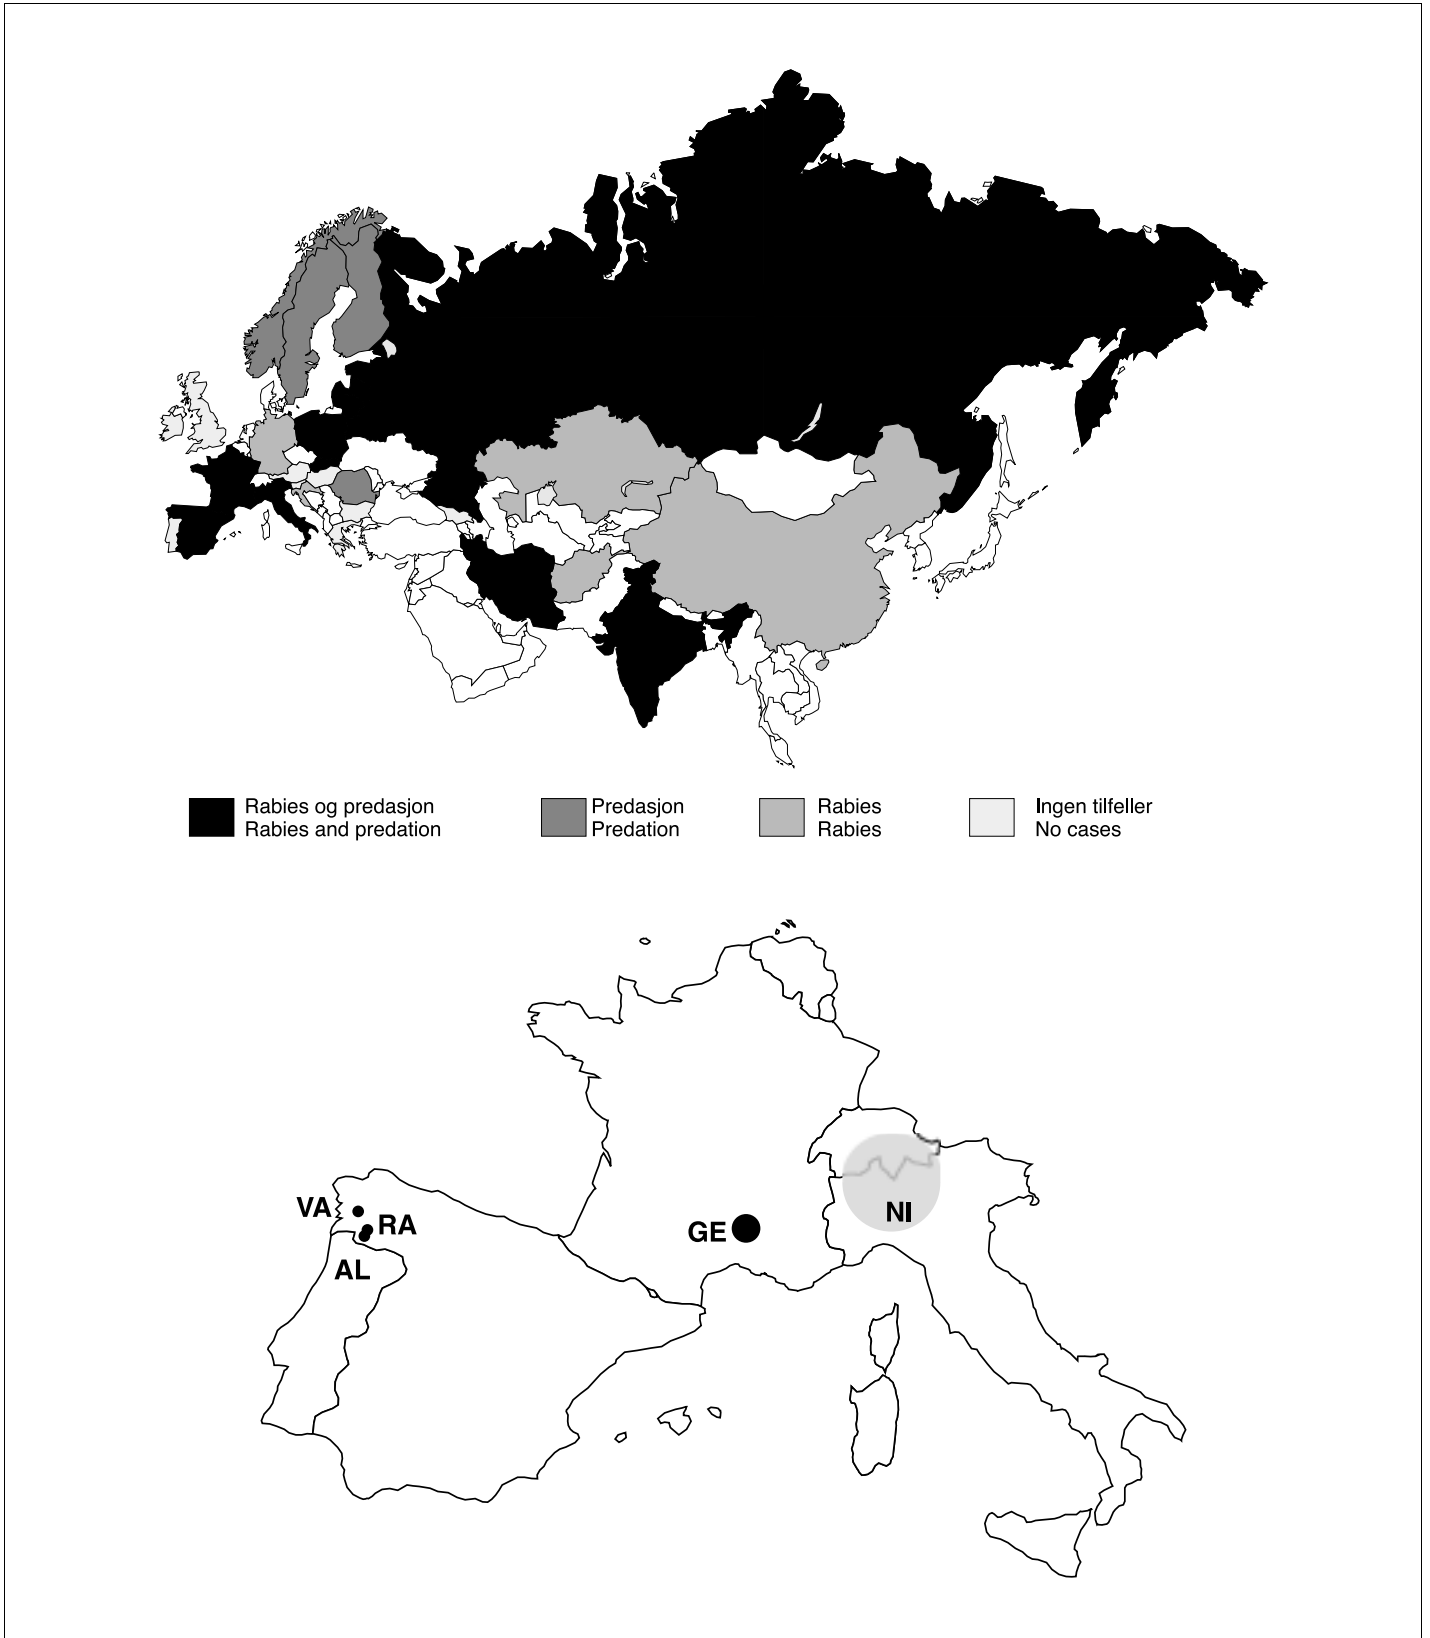 Rabies og predasjon
Rabies and predation
Predasjon
Predation
Rabies
Rabies
Ingen tilfeller
No cases
VA
RA
AL
GE
NI